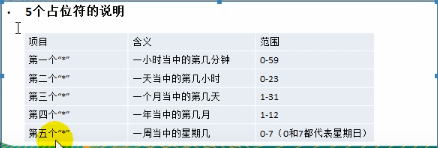 • 5个占位符的说明
项目 含义 范围
第一个“*” 一小时当中的第几分钟 0-59
第二个“*” 一天当中的第几小时 0-23
第三个“*” 一个月当中的第几天 1-31
第四个“*” 一年当中的第几月 1-12
第五个“*” 一周当中的星期几 0-7（0和7都代表星期日）